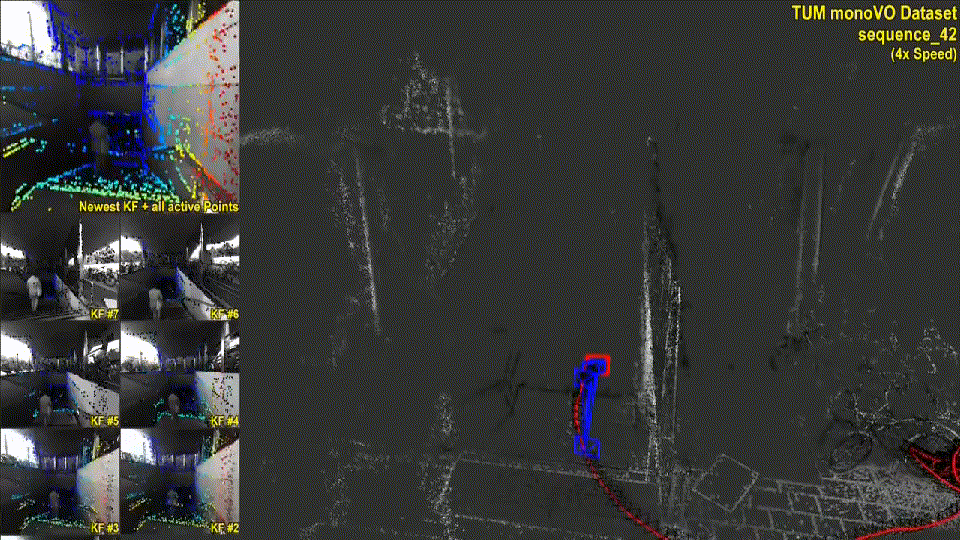 TUM monoVO Dataset
sequence_42
(4x Speed)
Newest KF + all active Points
KF #7
KF #6
KF #5
KF #4
KF #3
KF #2